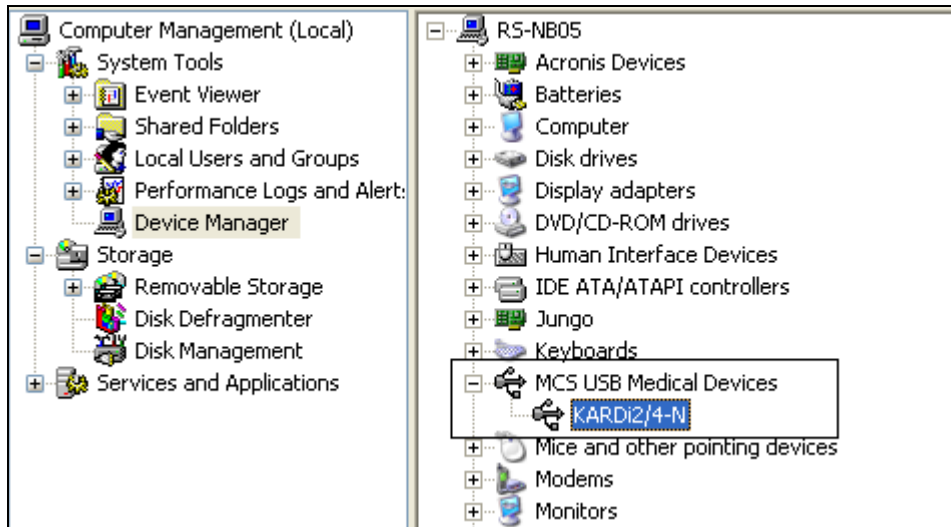 Computer Management (Local)
System Tools
Event Viewer
Shared Folders
Local Users and Groups
Performance Logs and Alert:
Device Manager
Storage
Removable Storage
Disk Defragmenter
Disk Management
Services and Applications
RS-NB05
Acronis Devices
Batteries
Computer
Disk drives
Display adapters
DVD/CD-ROM drives
Human Interface Devices
IDE ATA/ATAPI controllers
Jungo
Keyboards
MCS USB Medical Devices
KARDi2/4-N
Mice and other pointing devices
Modems
Monitors